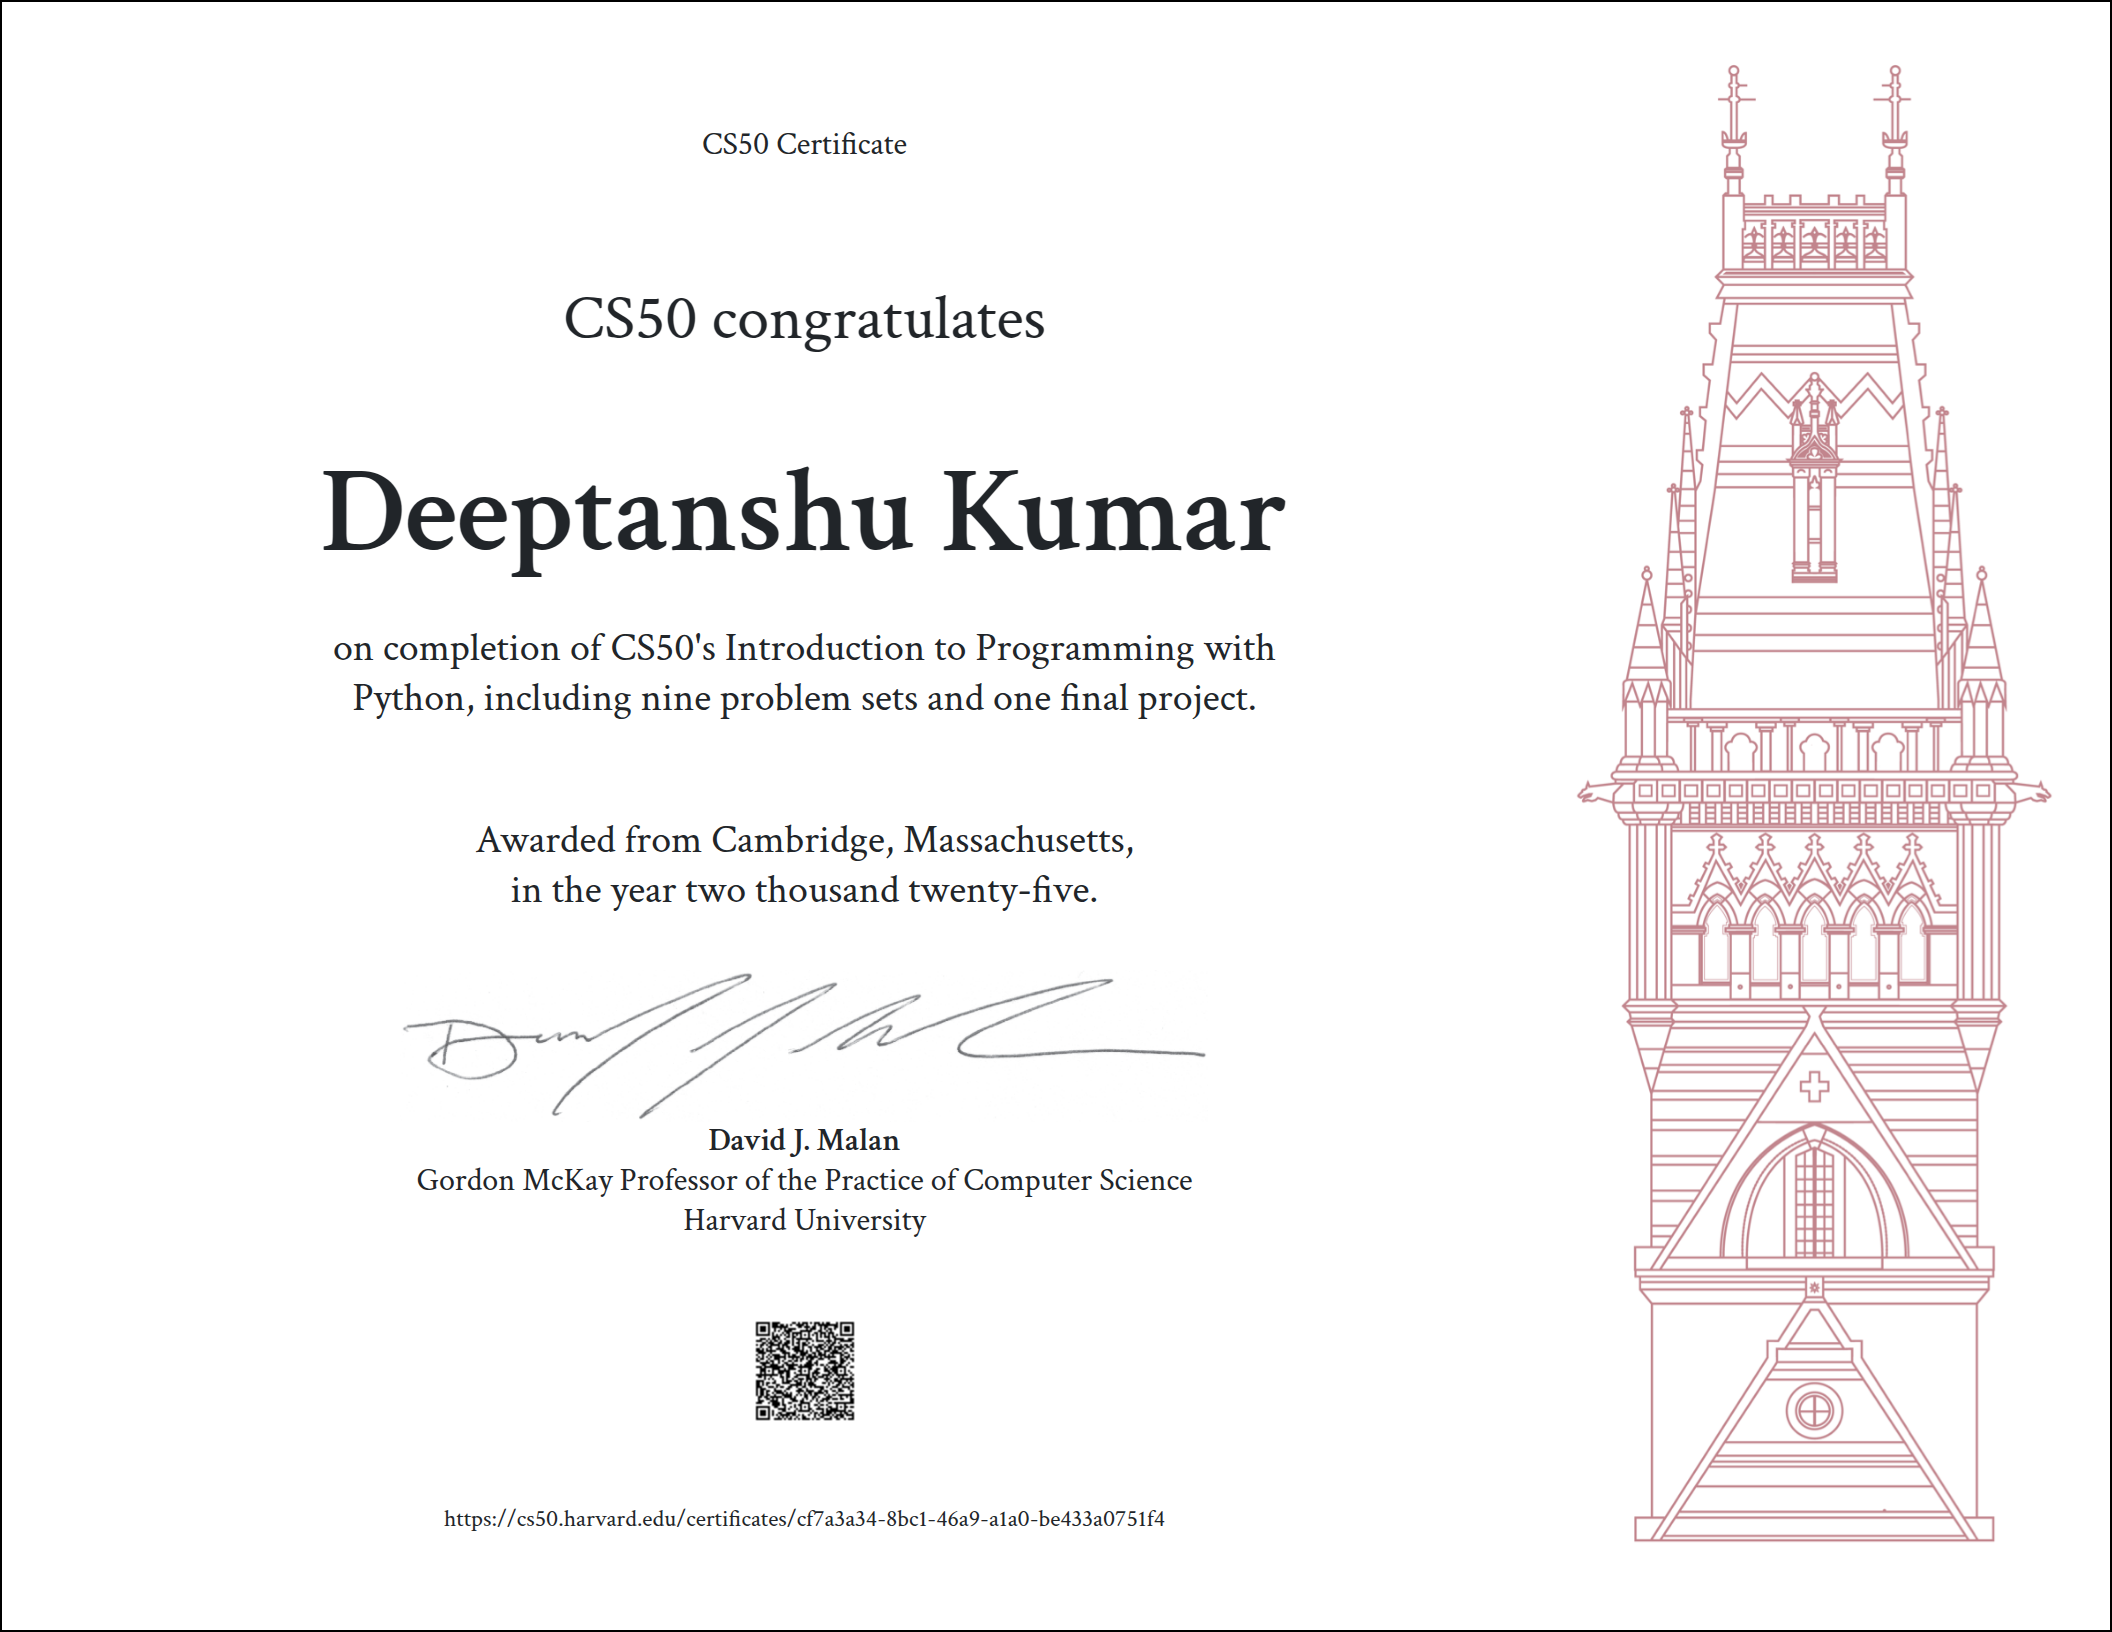 CS50 Certificate
CS50 congratulates
Deeptanshu Kumar
on completion of CS50's Introduction to Programming with
Python, including nine problem sets and one final project.
Awarded from Cambridge, Massachusetts,
in the year two thousand twenty-five.
David J. Malan
Gordon McKay Professor of the Practice of Computer Science
Harvard University
https://cs50.harvard.edu/certificates/cf7a3a34-8bc1-46a9-a1a0-be433a0751f4